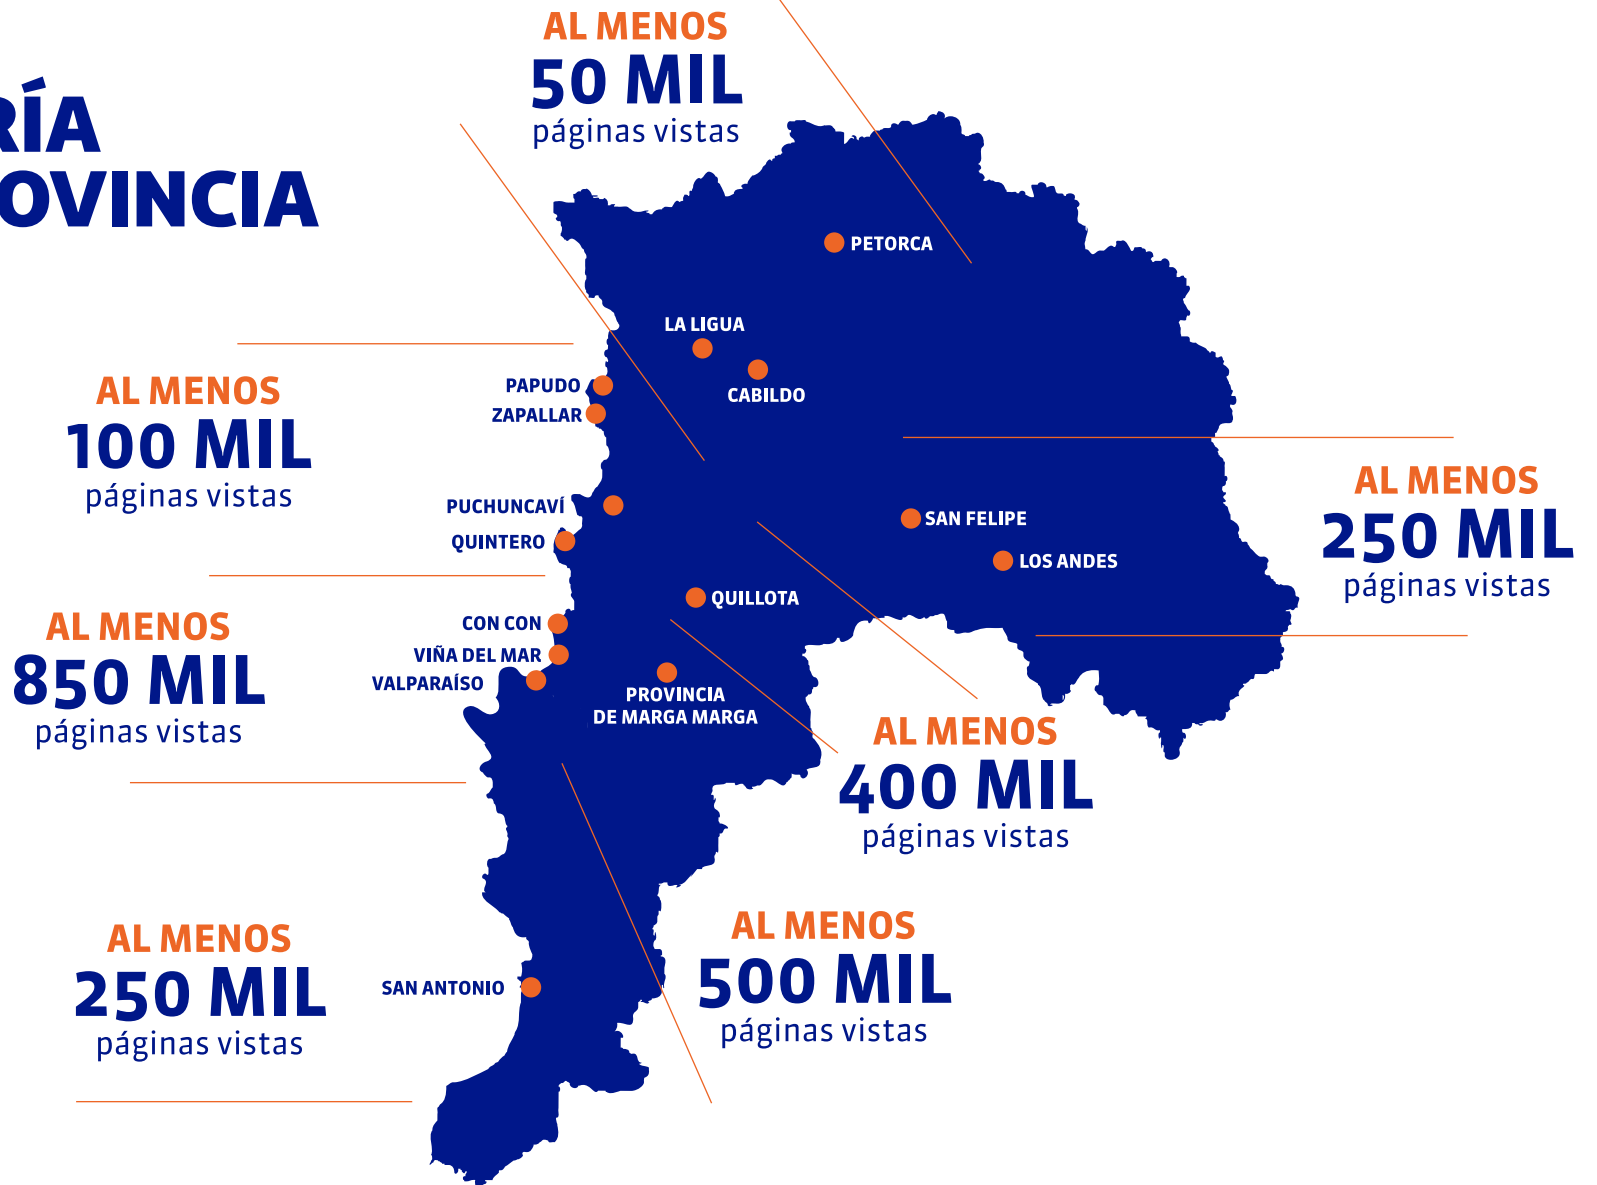 AL MENOS
50 MIL
páginas vistas
RÍA
OVINCIA
PETORCA
LA LIGUA
CABILDO
PAPUDO
ZAPALLAR
AL MENOS
100 MIL
páginas vistas
PUCHUNCAVÍ
QUINTERO
SAN FELIPE
LOS ANDES
AL MENOS
250 MIL
páginas vistas
QUILLOTA
CON CON
VIÑA DEL MAR
VALPARAÍSO
AL MENOS
850 MIL
páginas vistas
PROVINCIA
DE MARGA MARGA
AL MENOS
400 MIL
páginas vistas
AL MENOS
250 MIL
páginas vistas
SAN ANTONIO
AL MENOS
500 MIL
páginas vistas